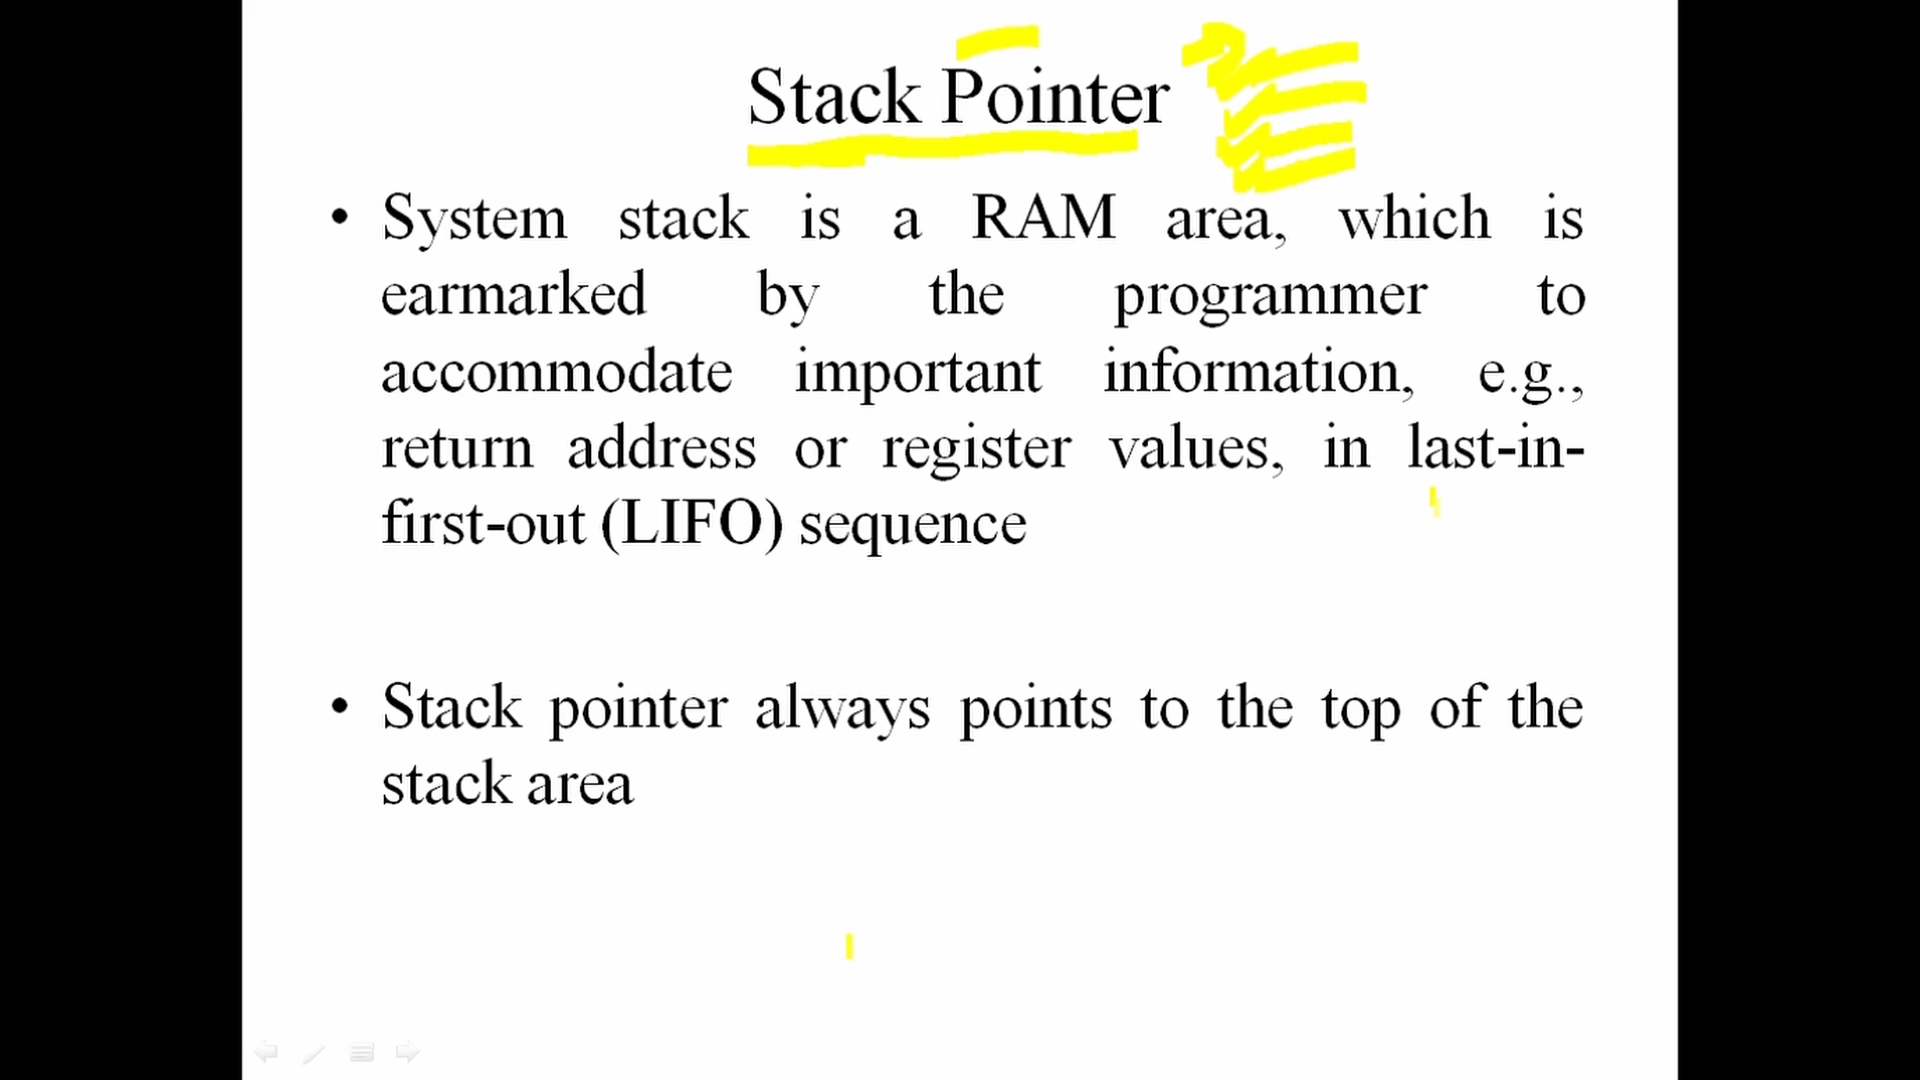 Stack Pointer
• System stack is a RAM area, which is
earmarked by the programmer to
accommodate important information, e.g.,
return address or register values, in last-in-
first-out (LIFO) sequence
• Stack pointer always points to the top of the
stack area